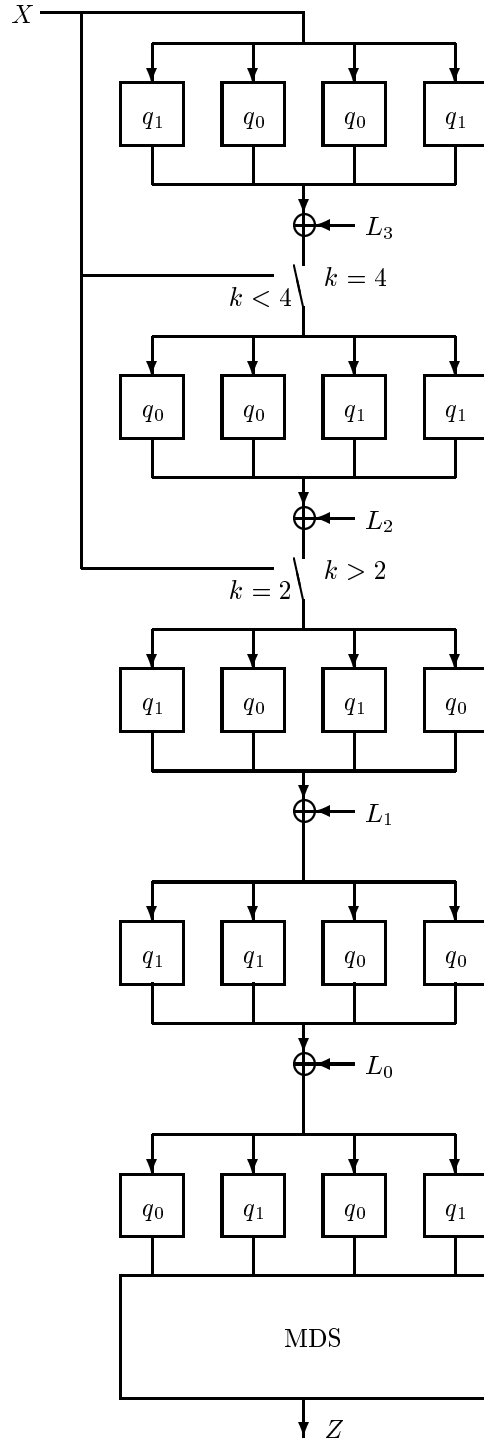 X
q₁ q₀ q₀ q₁
L₃
k = 4
k < 4
q₀ q₀ q₁ q₁
L₂
k > 2
k = 2
q₁ q₀ q₁ q₀
L₁
q₁ q₁ q₀ q₀
L₀
q₀ q₁ q₀ q₁
MDS
Z